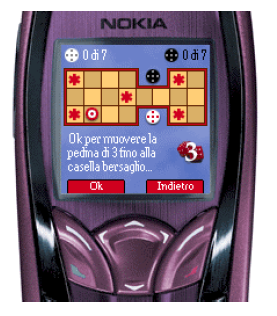 NOKIA
0 di 7 0 di 7
Ok per muovere la
pedina di 3 fino alla
casella bersaglio...
3
Ok Indietro